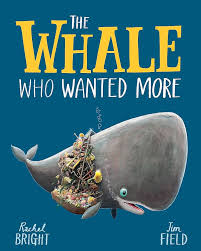 THE
WHALE
WHO WANTED MORE
Rachel Jim
BRIGHT FIELD